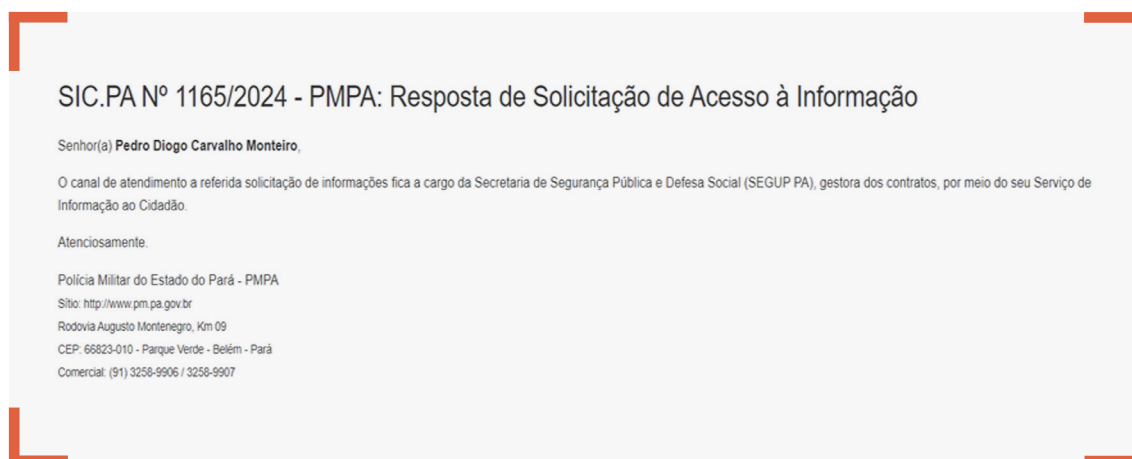 SIC.PA Nº 1165/2024 - PMPA: Resposta de Solicitação de Acesso à Informação
Senhor(a) Pedro Diogo Carvalho Monteiro,
O canal de atendimento a referida solicitação de informações fica a cargo da Secretaria de Segurança Pública e Defesa Social (SEGUP PA), gestora dos contratos, por meio do seu Serviço de
Informação ao Cidadão.
Atenciosamente.
Polícia Militar do Estado do Pará - PMPA
Sítio: http://www.pm.pa.gov.br
Rodovia Augusto Montenegro, Km 09
CEP: 66823-010 - Parque Verde - Belém - Pará
Comercial: (91) 3258-9906 / 3258-9907